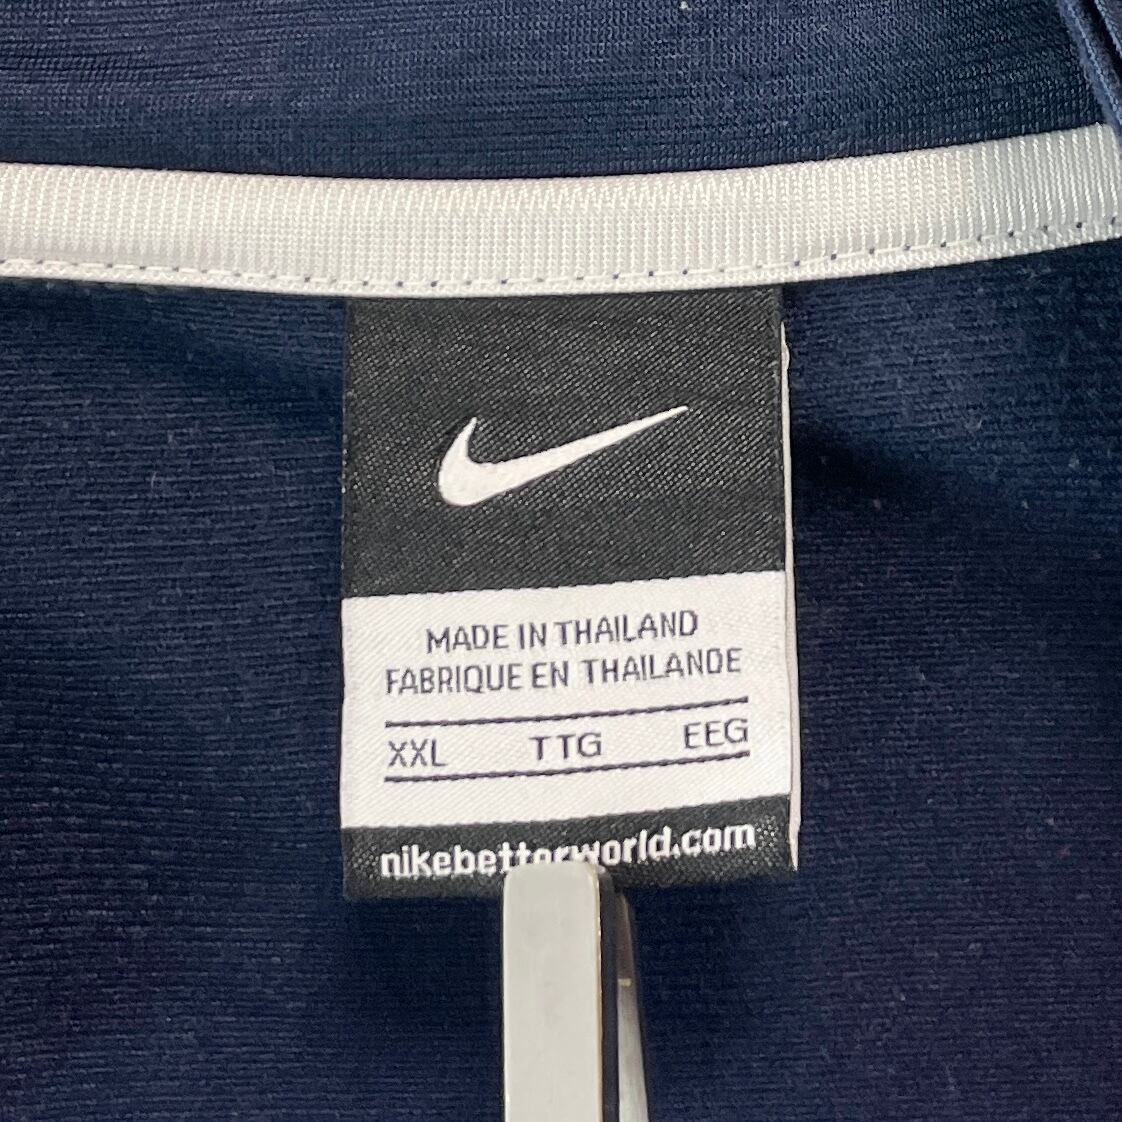 MADE IN THAILAND
FABRIQUE EN THAILANDE
XXL TTG EEG
nikebetterworld.com